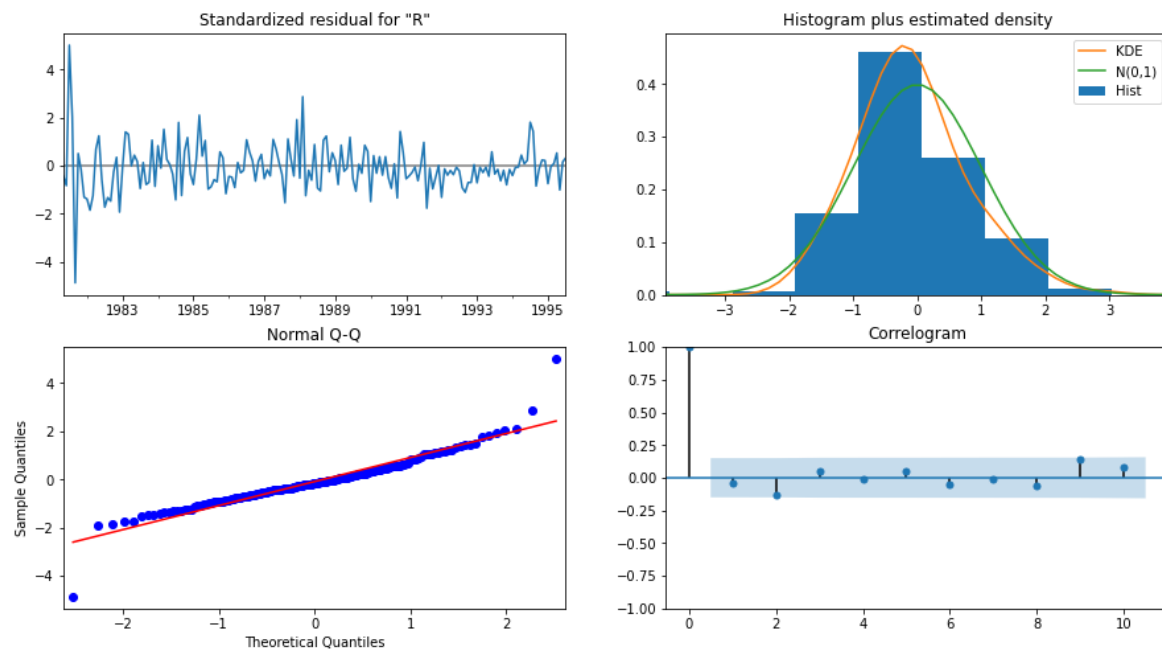 Standardized residual for "R"
4
2
0
−2
−4
1983 1985 1987 1989 1991 1993 1995
Histogram plus estimated density
KDE
N(0,1)
Hist
0.4
0.3
0.2
0.1
0.0
−3 −2 −1 0 1 2 3
Normal Q-Q
Sample Quantiles
4
2
0
−2
−4
−2 −1 0 1 2
Theoretical Quantiles
Correlogram
1.00
0.75
0.50
0.25
0.00
−0.25
−0.50
−0.75
−1.00
0 2 4 6 8 10